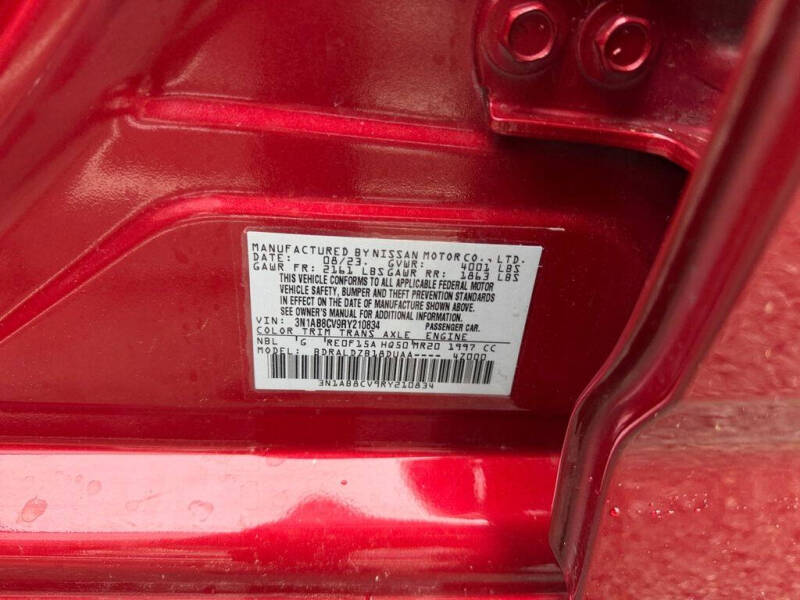 MANUFACTURED BY NISSAN MOTOR CO., LTD.
DATE: 08/23. GVWR: 4001 LBS
GAWR FR: 2161 LBS GAWR RR: 1863 LBS
THIS VEHICLE CONFORMS TO ALL APPLICABLE FEDERAL MOTOR
VEHICLE SAFETY, BUMPER AND THEFT PREVENTION STANDARDS
IN EFFECT ON THE DATE OF MANUFACTURE SHOWN ABOVE.
SEE OWNER'S MANUAL FOR ADDITIONAL INFORMATION.
VIN: 3N1AB8CV9RY210834 PASSENGER CAR.
COLOR TRIM TRANS AXLE ENGINE
NBL G RE0F15A HQ50 MR20 1997 CC
MODEL: BDRALDZB18DUAA---- 47000
3N1AB8CV9RY210834